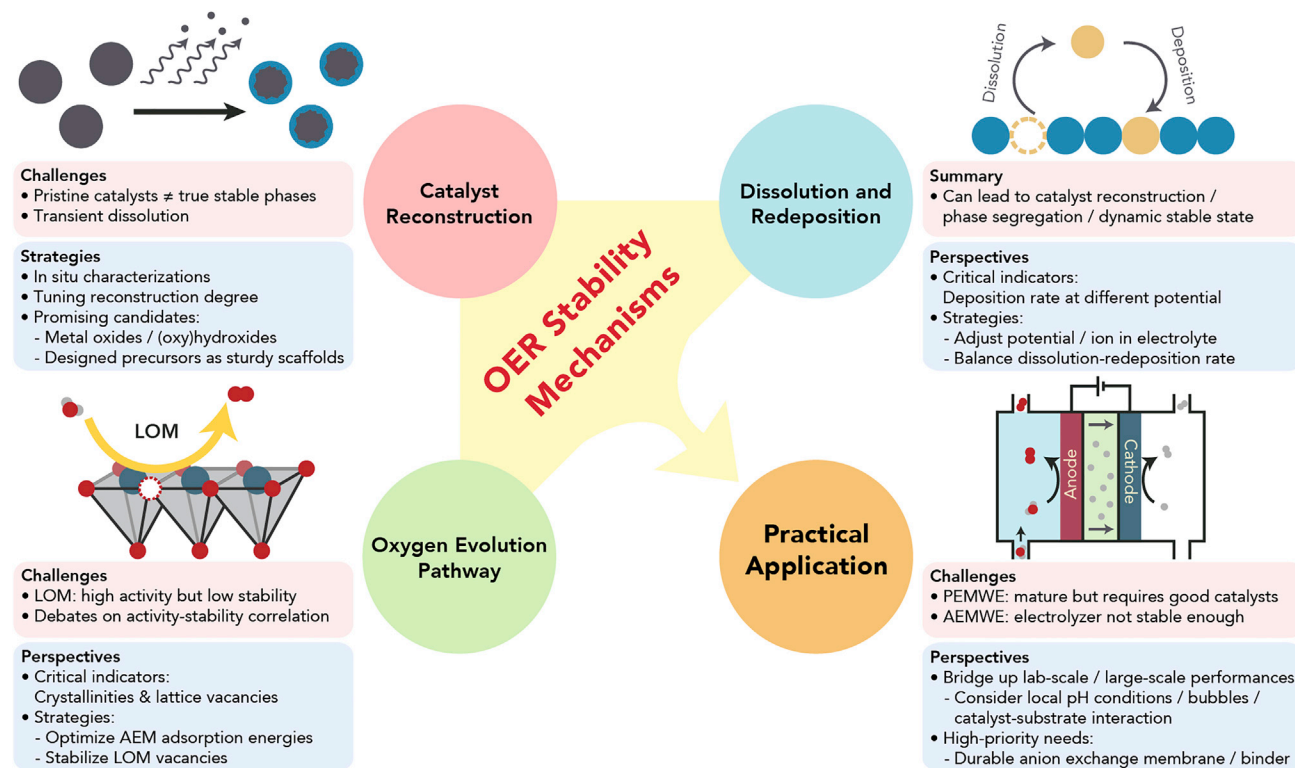 Challenges
• Pristine catalysts ≠ true stable phases
• Transient dissolution
Strategies
• In situ characterizations
• Tuning reconstruction degree
• Promising candidates:
- Metal oxides / (oxy)hydroxides
- Designed precursors as sturdy scaffolds
Catalyst
Reconstruction
Dissolution and
Redeposition
OER Stability
Mechanisms
Oxygen Evolution
Pathway
Practical
Application
Dissolution
Deposition
Summary
• Can lead to catalyst reconstruction /
phase segregation / dynamic stable state
Perspectives
• Critical indicators:
Deposition rate at different potential
• Strategies:
- Adjust potential / ion in electrolyte
- Balance dissolution-redeposition rate
LOM
Challenges
• LOM: high activity but low stability
• Debates on activity-stability correlation
Perspectives
• Critical indicators:
Crystallinities & lattice vacancies
• Strategies:
- Optimize AEM adsorption energies
- Stabilize LOM vacancies
Anode
Cathode
Challenges
• PEMWE: mature but requires good catalysts
• AEMWE: electrolyzer not stable enough
Perspectives
• Bridge up lab-scale / large-scale performances
- Consider local pH conditions / bubbles /
catalyst-substrate interaction
• High-priority needs:
- Durable anion exchange membrane / binder